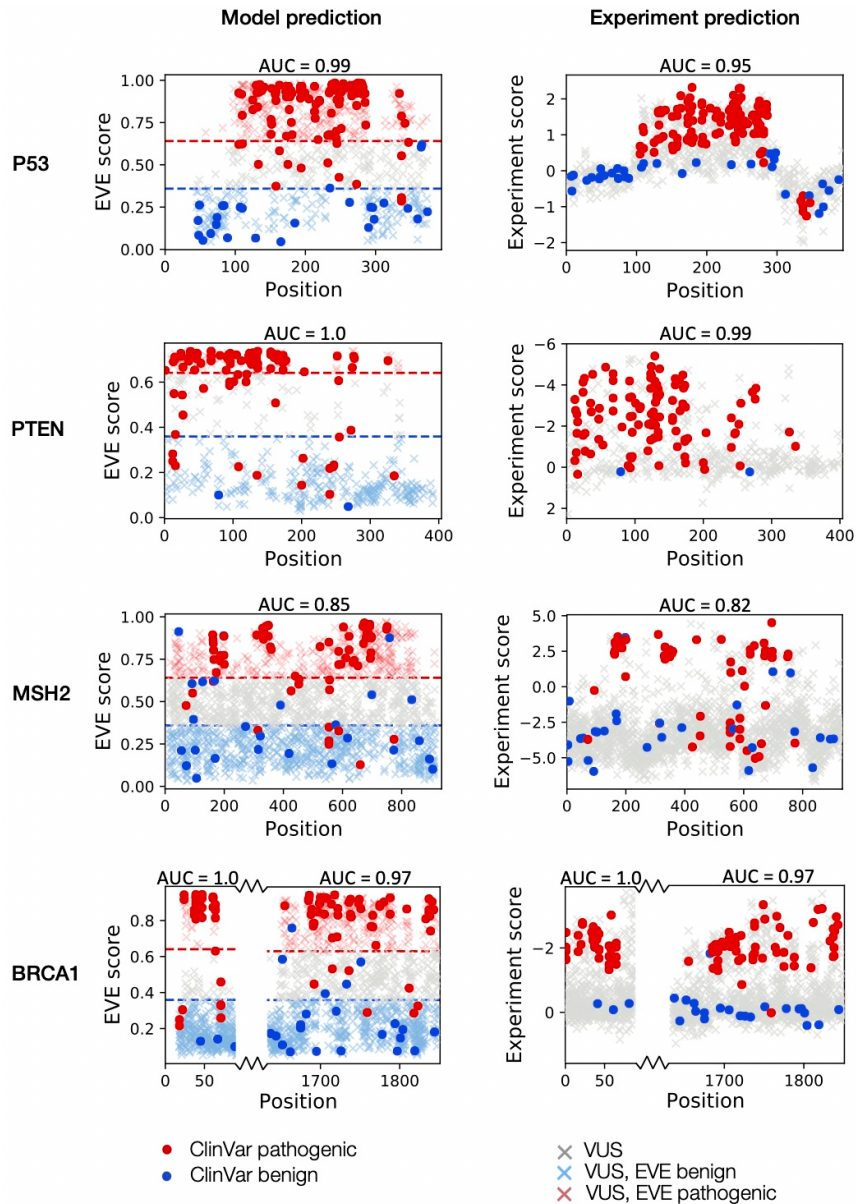 Model prediction
Experiment prediction
P53
AUC = 0.99
EVE score
1.00
0.75
0.50
0.25
0.00
0
100
200
300
Position
AUC = 0.95
Experiment score
2
1
0
−1
−2
0
100
200
300
Position
PTEN
AUC = 1.0
EVE score
0.6
0.4
0.2
0.0
0
100
200
300
400
Position
AUC = 0.99
Experiment score
−6
−4
−2
0
2
0
100
200
300
400
Position
MSH2
AUC = 0.85
EVE score
1.00
0.75
0.50
0.25
0.00
0
200
400
600
800
Position
AUC = 0.82
Experiment score
5.0
2.5
0.0
−2.5
−5.0
0
200
400
600
800
Position
BRCA1
AUC = 1.0
AUC = 0.97
EVE score
0.8
0.6
0.4
0.2
0
50
1700
1800
Position
AUC = 1.0
AUC = 0.97
Experiment score
−2
0
0
50
1700
1800
Position
ClinVar pathogenic
ClinVar benign
VUS
VUS, EVE benign
VUS, EVE pathogenic